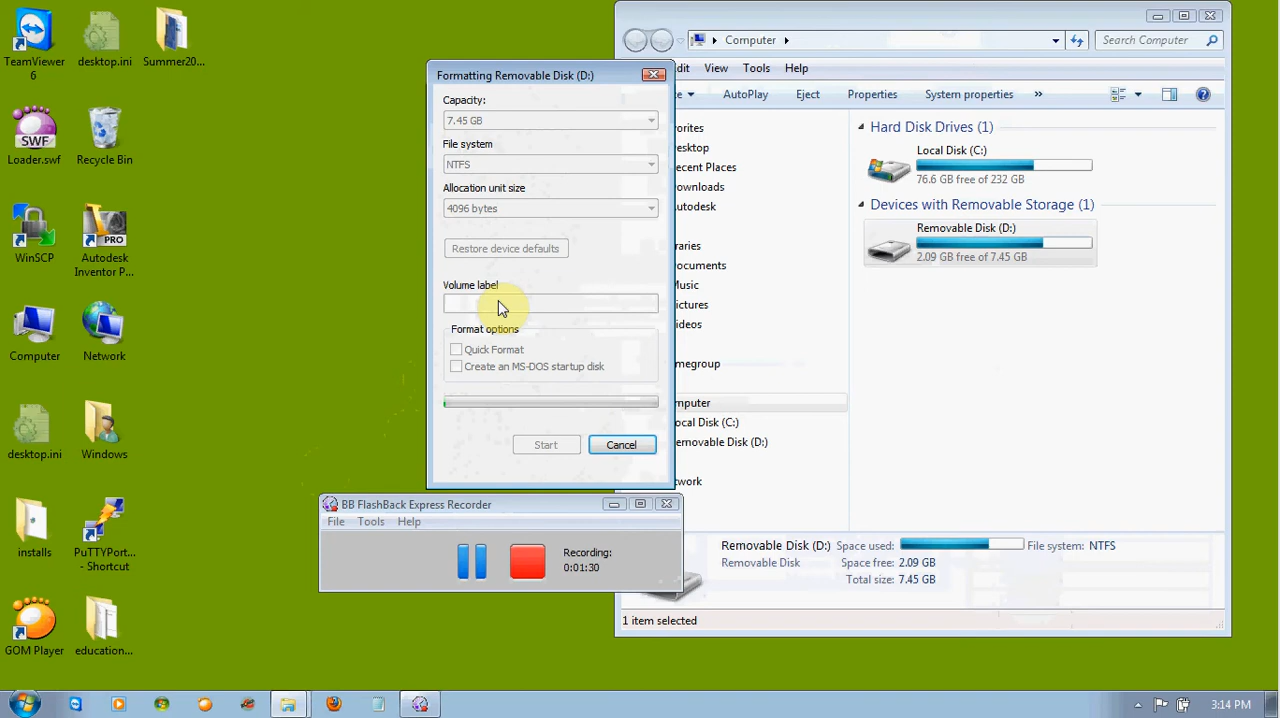 TeamViewer
6
desktop.ini
Summer20...
SWF
Loader.swf
Recycle Bin
WinSCP
PRO
Autodesk
Inventor P...
Computer
Network
desktop.ini
Windows
installs
PuTTYPort...
- Shortcut
GOM Player
education...
Formatting Removable Disk (D:)
Capacity:
7.45 GB
File system
NTFS
Allocation unit size
4096 bytes
Restore device defaults
Volume label
Format options
Quick Format
Create an MS-DOS startup disk
Start
Cancel
BB FlashBack Express Recorder
File Tools Help
Recording:
0:01:30
Computer
Search Computer
dit View Tools Help
e AutoPlay Eject Properties System properties »
vorites
esktop
ecent Places
ownloads
utodesk
raries
ocuments
usic
ictures
ideos
megroup
mputer
ocal Disk (C:)
emovable Disk (D:)
work
Hard Disk Drives (1)
Local Disk (C:)
76.6 GB free of 232 GB
Devices with Removable Storage (1)
Removable Disk (D:)
2.09 GB free of 7.45 GB
Removable Disk (D:) Space used: File system: NTFS
Removable Disk Space free: 2.09 GB
Total size: 7.45 GB
1 item selected
3:14 PM